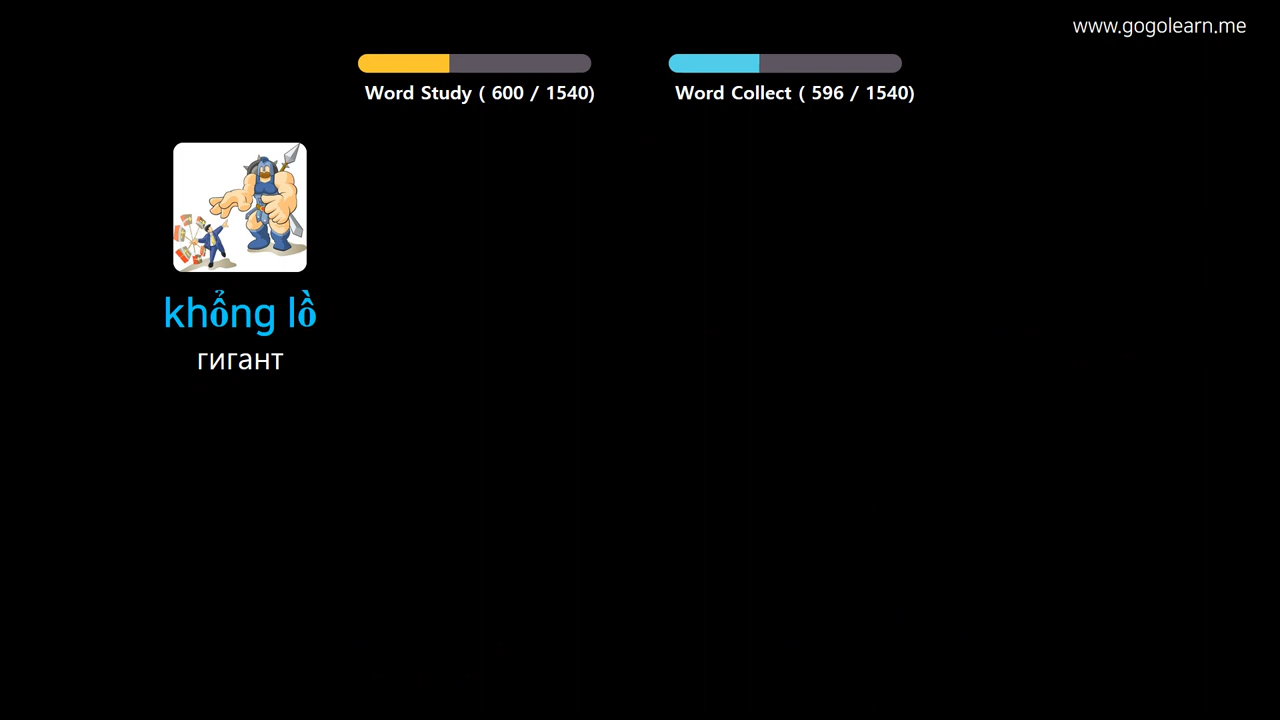 www.gogolearn.me
Word Study ( 600 / 1540)
Word Collect ( 596 / 1540)
khổng lồ
гигант